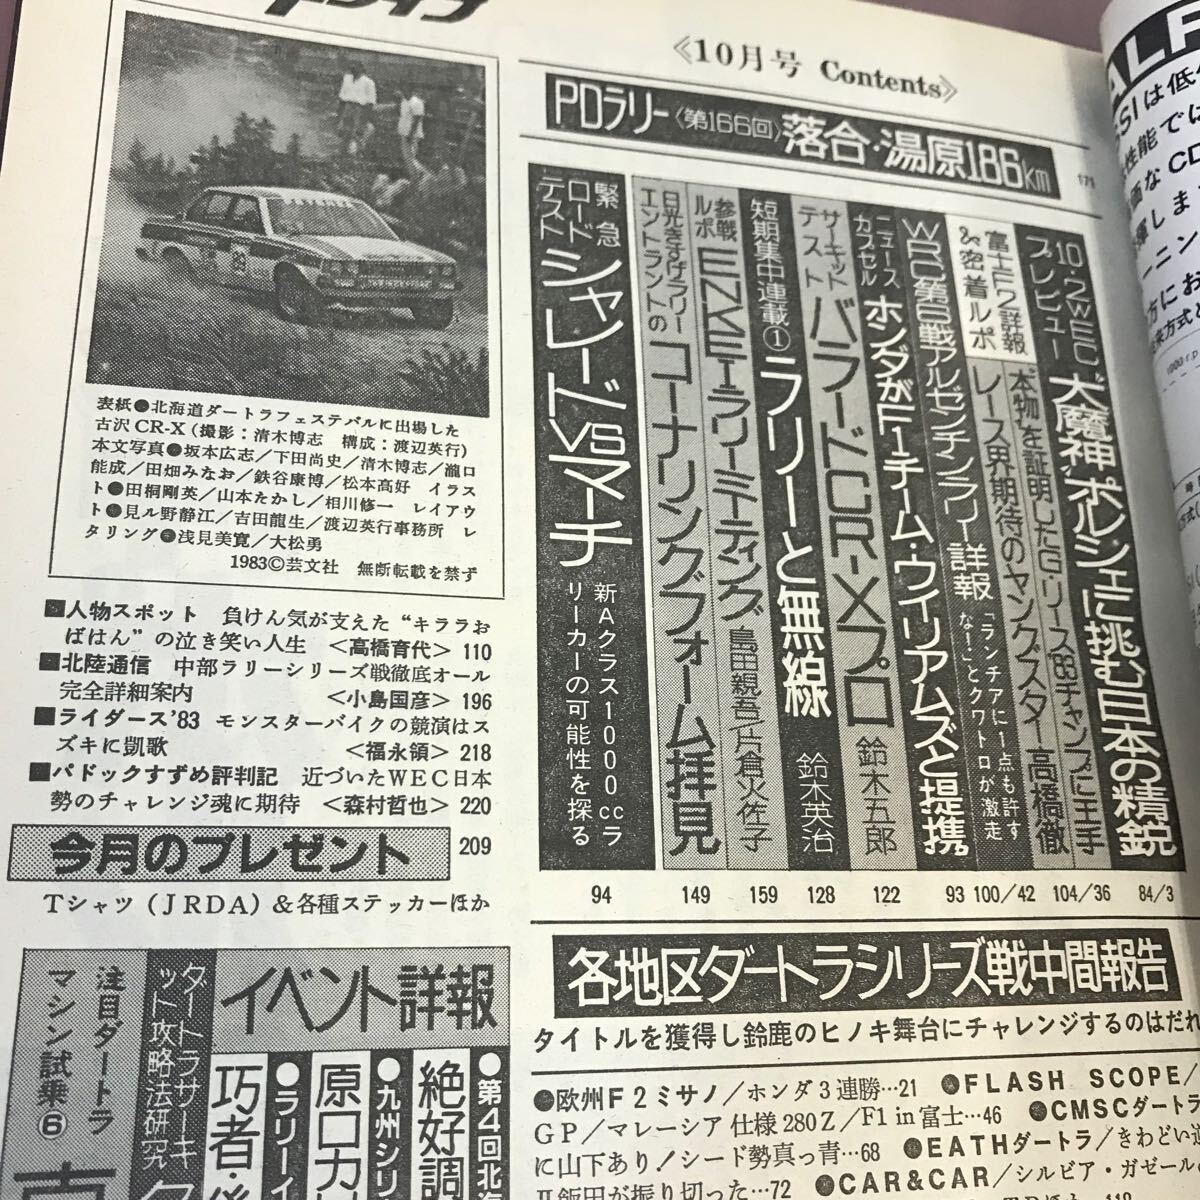 《10月号 Contents》
PDラリー〈第166回〉落合・湯原186km
171
10・2WEC プレビュー
“大魔神”ポルシェに挑む日本の精鋭
84/3
“本物”を証明したG・リース'83チャンプに王手
富士F2詳報&密着ルポ
レース界期待のヤングスター 高橋徹
104/36
WRC第8戦アルゼンチンラリー詳報
「ランチアに1点も許すな!」とクワトロが激走
100/42
ニュースカプセル
ホンダがF-1チーム・ウイリアムズと提携
93
サーキットテスト
バラードCR-Xプロ 鈴木五郎
122
短期集中連載①
ラリーと無線 鈴木英治
128
参戦ルポ
ENKEIラリーミーティング 島田親吾/片倉火佐子
159
日光きすげラリーエントラントの
コーナリングフォーム拝見
149
緊急ロードテスト
シャレードVSマーチ
新Aクラス1000ccラリーカーの可能性を探る
94
表紙●北海道ダートラフェスティバルに出場した
古沢CR-X(撮影:清木博志 構成:渡辺英行)
本文写真●坂本広志/下田尚史/清木博志/瀧口
能成/田畑みなお/鉄谷康博/松本高好 イラス
ト●田桐剛英/山本たかし/相川修一 レイアウ
ト●見ル野静江/吉田龍生/渡辺英行事務所 レ
タリング●浅見美寛/大松勇
1983©芸文社 無断転載を禁ず
■人物スポット 負けん気が支えた“キララお
ばはん”の泣き笑い人生 <高橋育代> 110
■北陸通信 中部ラリーシリーズ戦徹底オール
完全詳細案内 <小島国彦> 196
■ライダース'83 モンスターバイクの競演はス
ズキに凱歌 <福永領> 218
■パドックすずめ評判記 近づいたWEC日本
勢のチャレンジ魂に期待 <森村哲也> 220
今月のプレゼント 209
Tシャツ(JRDA)&各種ステッカーほか
イベント詳報
●第4回北海
絶好調
●九州シリ
原口カ
●ラリーイ
巧者・後
ダートラサーキット攻略法研究
注目ダートラマシン試乗⑥
各地区ダートラシリーズ戦中間報告
タイトルを獲得し鈴鹿のヒノキ舞台にチャレンジするのはだれ
●欧州F2ミサノ/ホンダ3連勝…21 ●FLASH SCOPE/
GP/マレーシア仕様280Z/F1 in 富士…46 ●CMSCダートラ
に山下あり!シード勢真っ青…68 ●EATHダートラ/きわどい道
II飯田が振り切った…72 ●CAR&CAR/シルビア・ガゼール